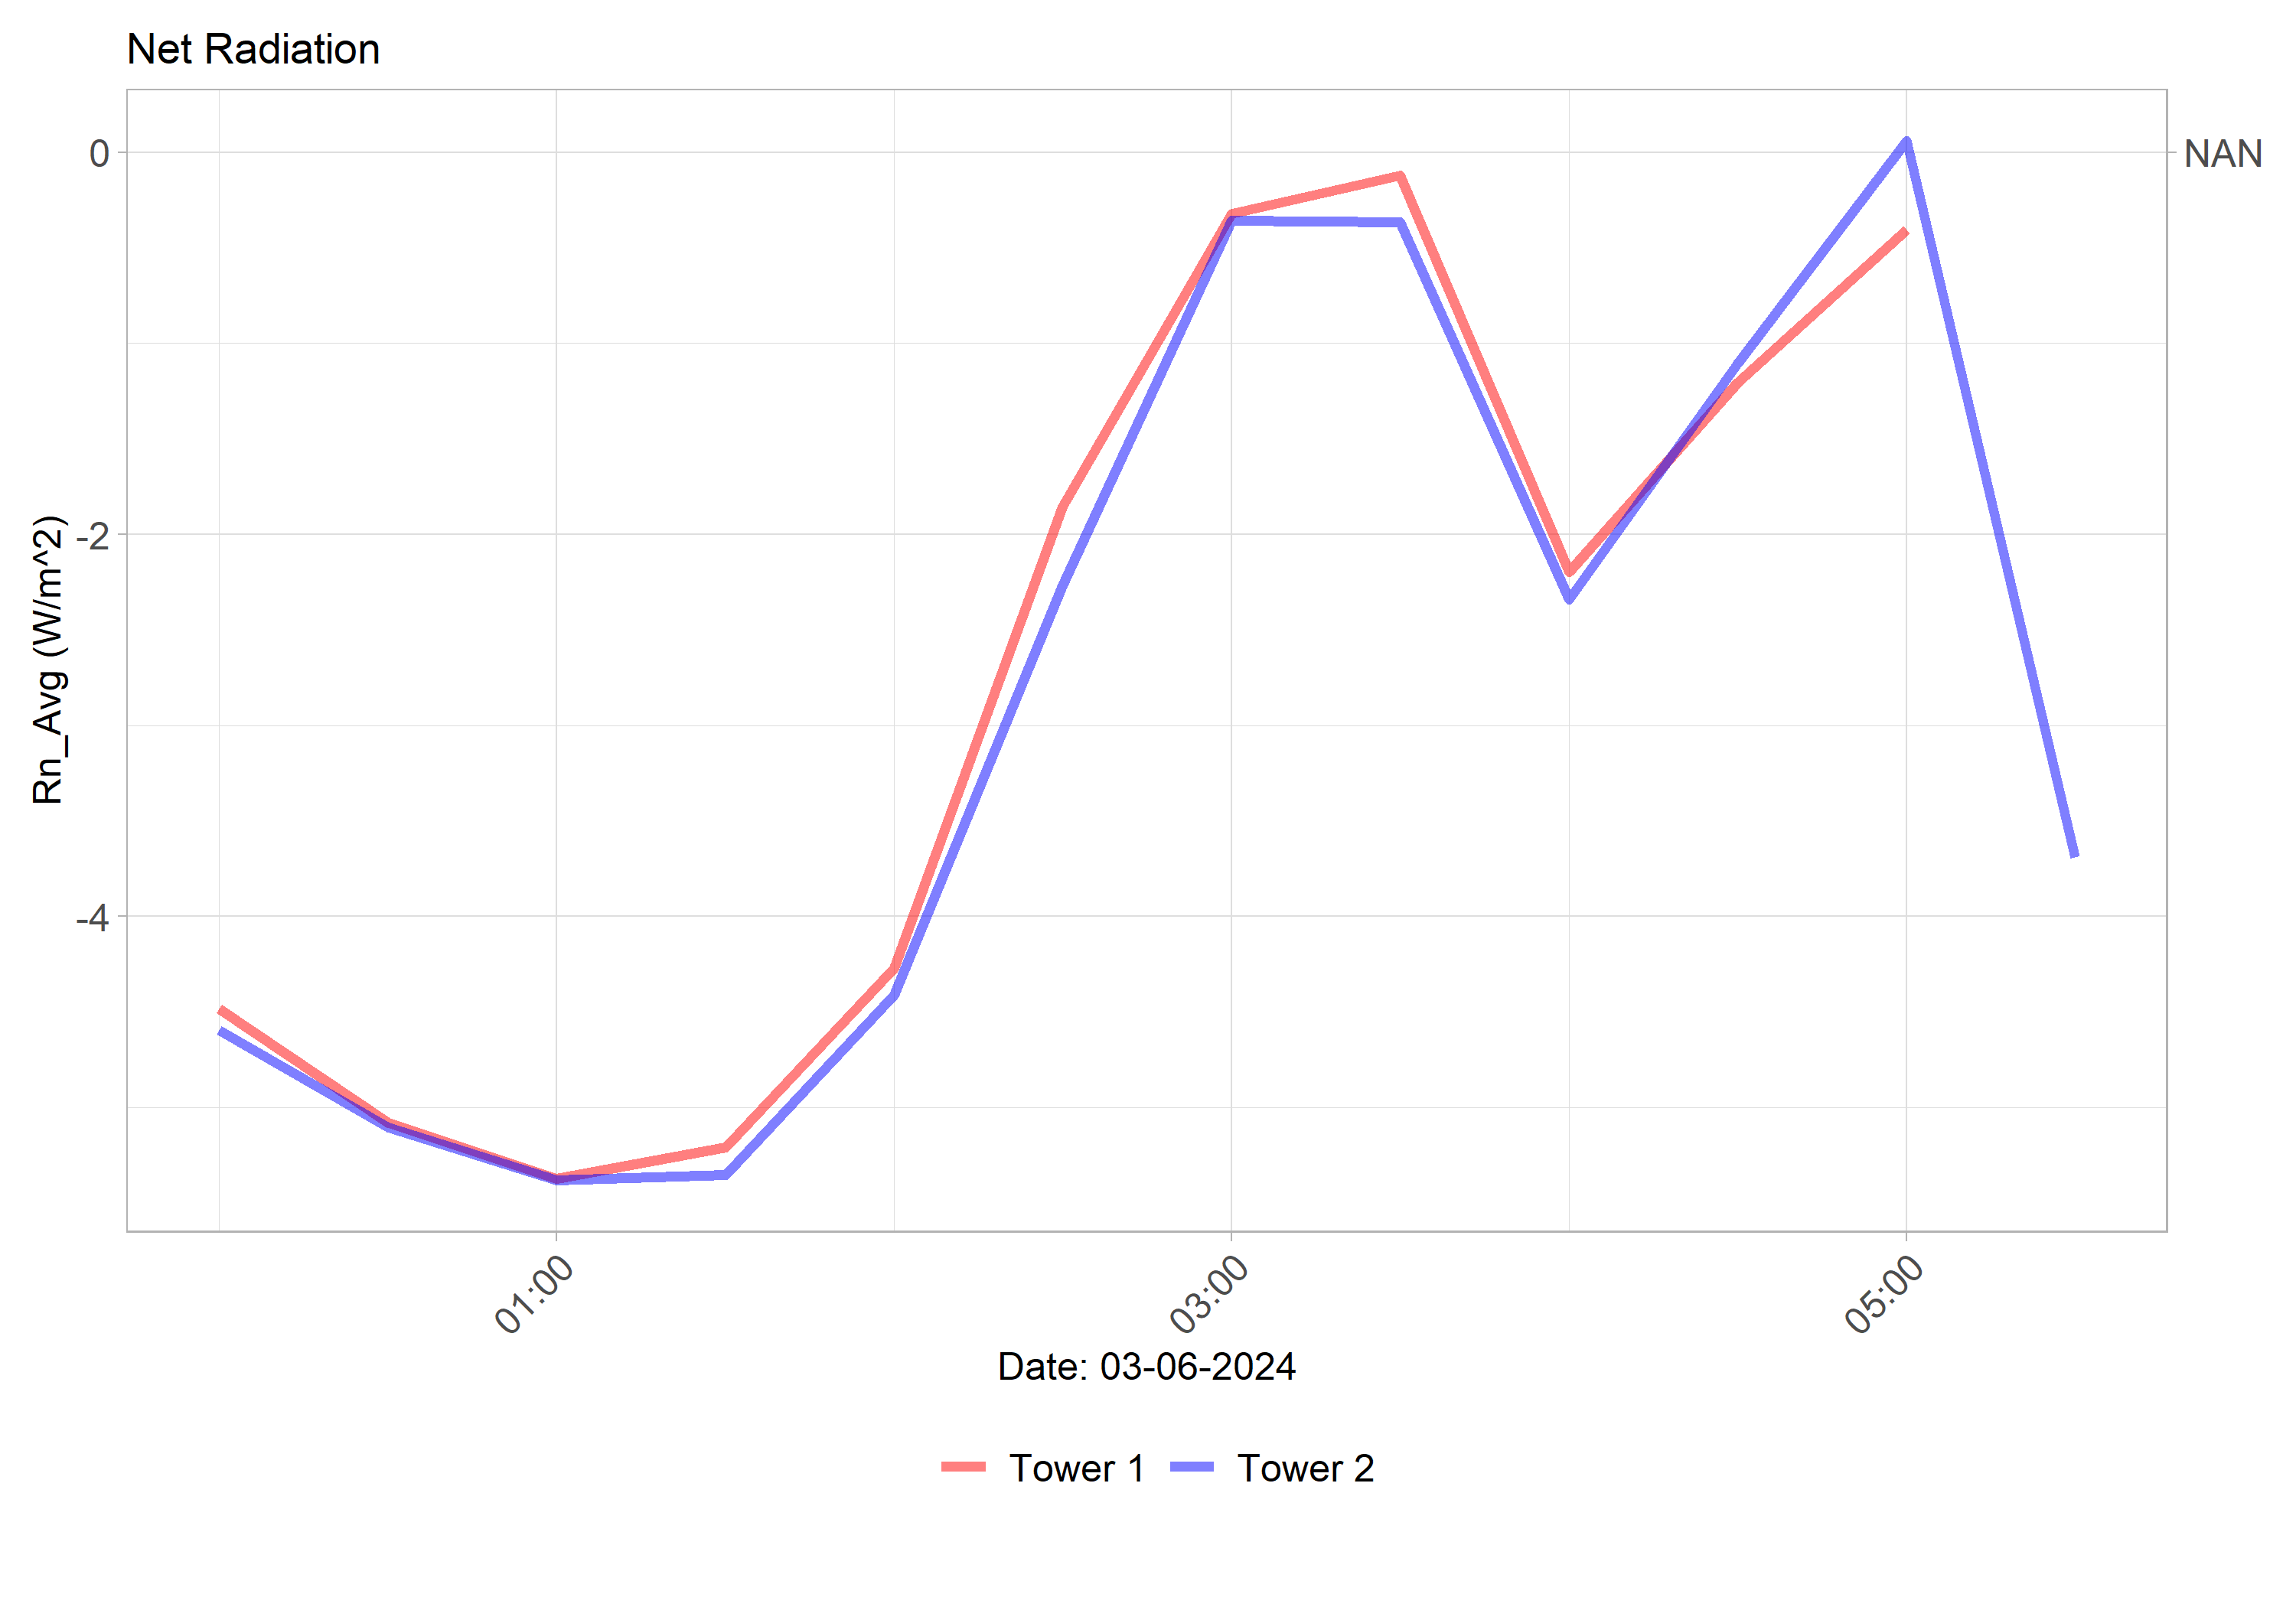 Net Radiation
0
NAN
-2
-4
Rn_Avg (W/m^2)
01:00
03:00
05:00
Date: 03-06-2024
Tower 1
Tower 2